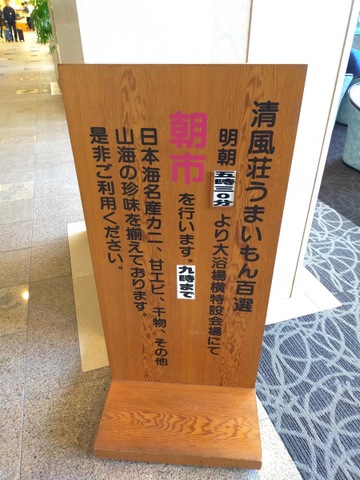 清風荘うまいもん百選
明朝五時三〇分より大浴場横特設会場にて
朝市を行います。九時まで
日本海名産カニ、甘エビ、干物、その他
山海の珍味を揃えております。
是非ご利用ください。